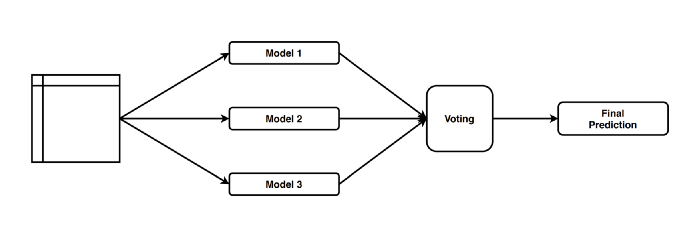 Model 1
Model 2
Model 3
Voting
Final
Prediction